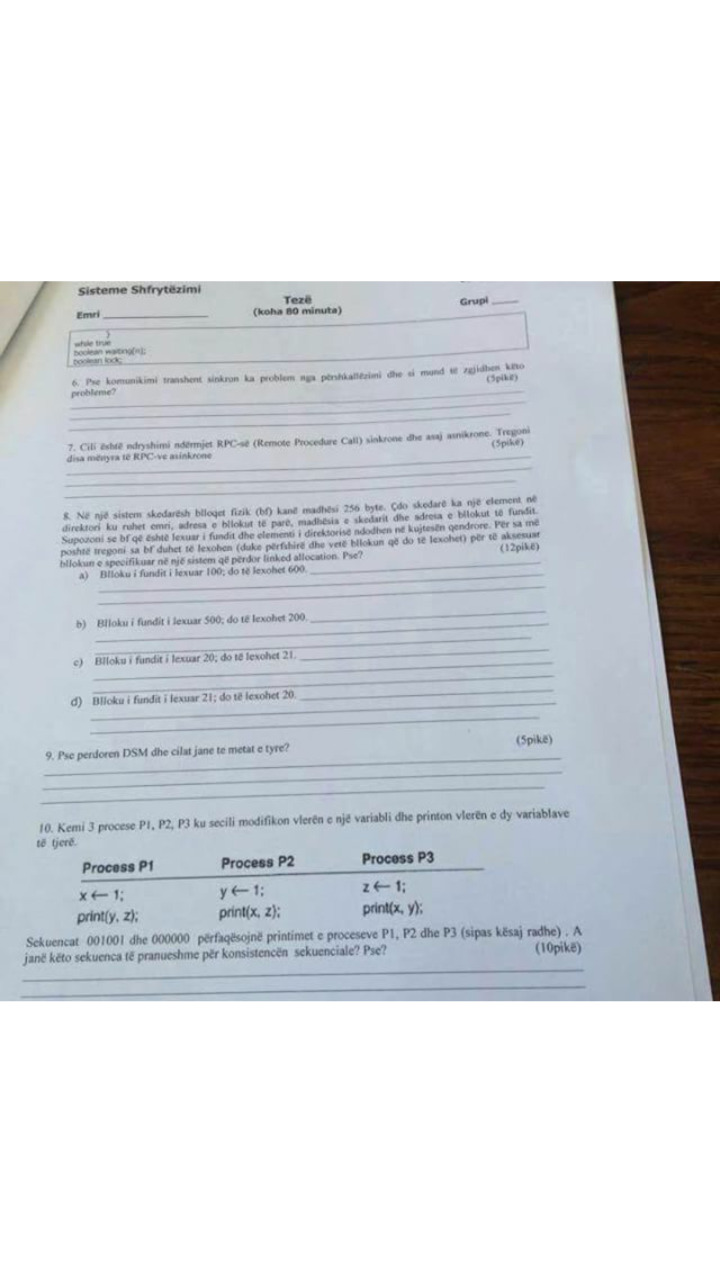 Sisteme Shfrytëzimi
Tezë
Grupi ____
Emri ____________
(koha 80 minuta)
}
while true
boolean waiting[n];
boolean lock;
6. Pse komunikimi transhent sinkron ka problem nga përshkallëzimi dhe si mund të zgjidhen këto
probleme? (5pikë)
7. Cili është ndryshimi ndërmjet RPC-së (Remote Procedure Call) sinkrone dhe asaj asnikrone. Tregoni
disa mënyra të RPC-ve asinkrone (5pikë)
8. Në një sistem skedarësh blloqet fizik (bf) kanë madhësi 256 byte. Çdo skedarë ka një element në
direktori ku ruhet emri, adresa e bllokut të parë, madhësia e skedarit dhe adresa e bllokut të fundit.
Supozoni se bf që është lexuar i fundit dhe elementi i direktorisë ndodhen në kujtesën qendrore. Për sa më
poshtë tregoni sa bf duhet të lexohen (duke përfshirë dhe vetë bllokun që do të lexohet) për të aksesuar
bllokun e specifikuar në një sistem që përdor linked allocation. Pse? (12pikë)
a) Blloku i fundit i lexuar 100; do të lexohet 600.
b) Blloku i fundit i lexuar 500; do të lexohet 200.
c) Blloku i fundit i lexuar 20; do të lexohet 21.
d) Blloku i fundit i lexuar 21; do të lexohet 20.
9. Pse perdoren DSM dhe cilat jane te metat e tyre? (5pikë)
10. Kemi 3 procese P1, P2, P3 ku secili modifikon vlerën e një variabli dhe printon vlerën e dy variablave
të tjerë.
Process P1 Process P2 Process P3
x ← 1; y ← 1; z ← 1;
print(y, z); print(x, z); print(x, y);
Sekuencat 001001 dhe 000000 përfaqësojnë printimet e proceseve P1, P2 dhe P3 (sipas kësaj radhe) . A
janë këto sekuenca të pranueshme për konsistencën sekuenciale? Pse? (10pikë)